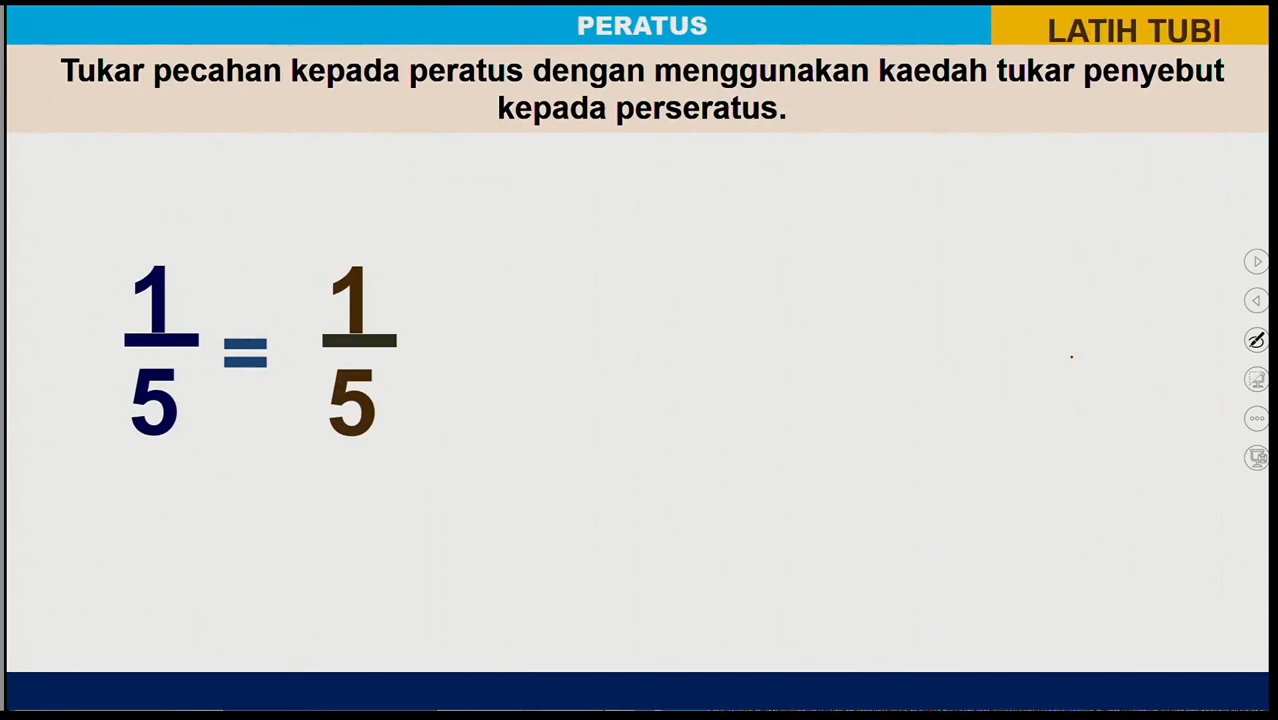 PERATUS
LATIH TUBI
Tukar pecahan kepada peratus dengan menggunakan kaedah tukar penyebut
kepada perseratus.
1 1
= 
5 5